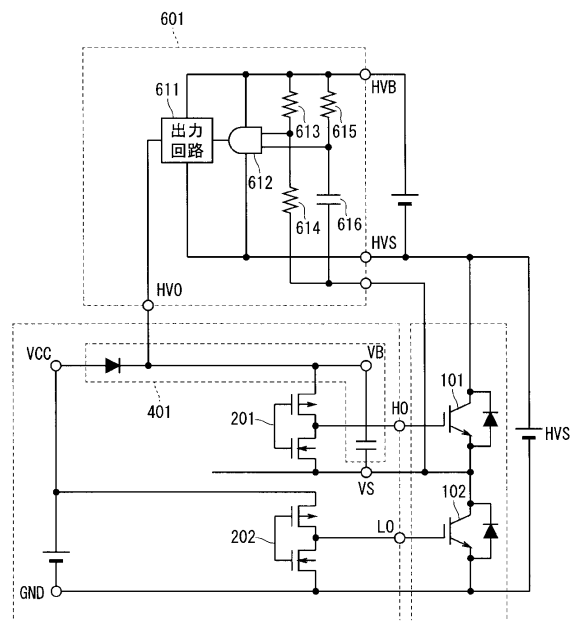 601
611
HVB
出力
回路
613
615
612
614
616
HVS
HVO
VCC
VB
401
201
HO
101
HVS
VS
102
202
LO
GND